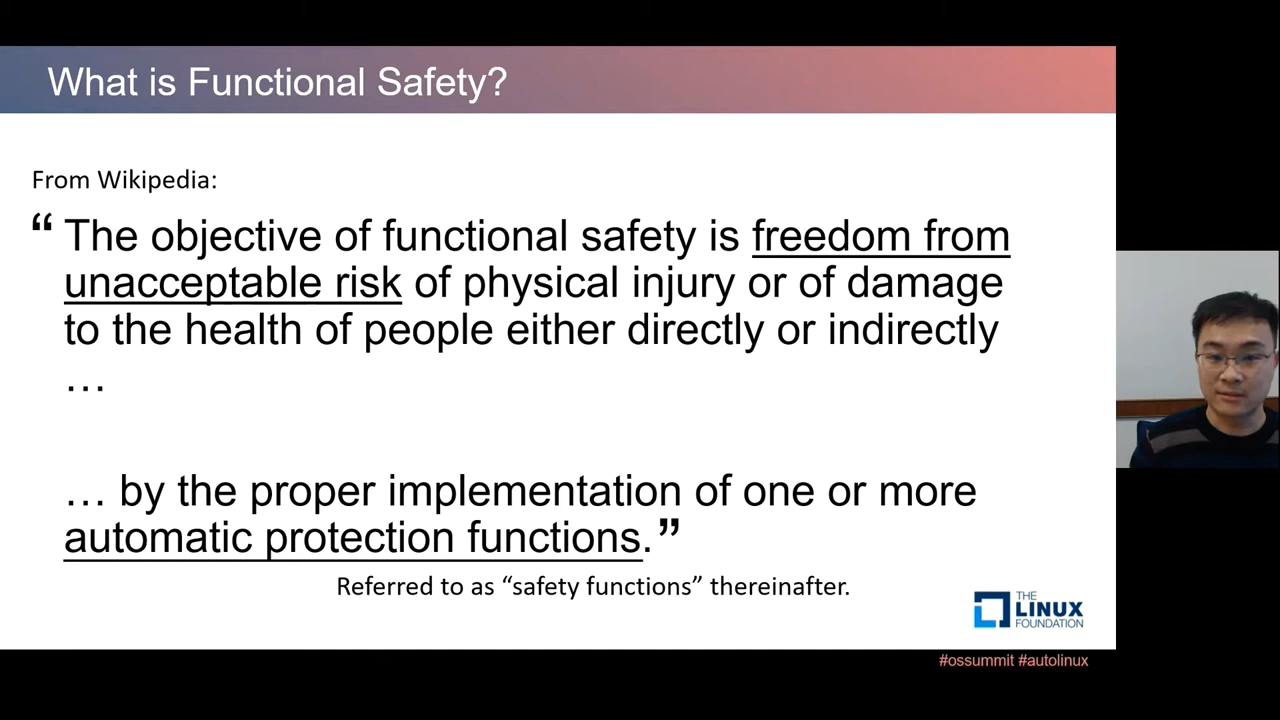 What is Functional Safety?
From Wikipedia:
“ The objective of functional safety is freedom from
unacceptable risk of physical injury or of damage
to the health of people either directly or indirectly
…
… by the proper implementation of one or more
automatic protection functions.”
Referred to as “safety functions” thereinafter.
THE
LINUX
FOUNDATION
#ossummit #autolinux